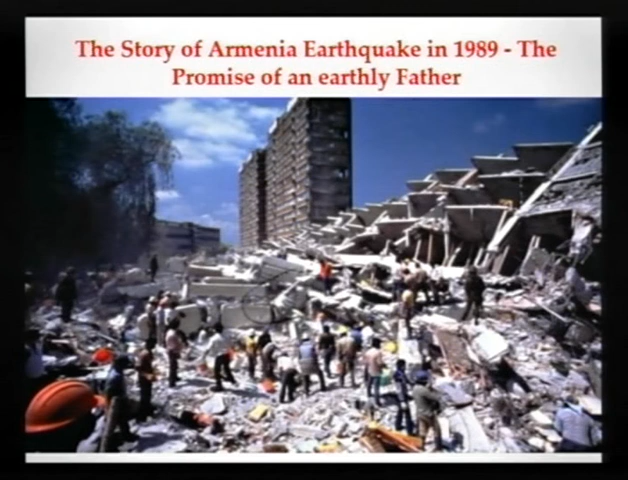 The Story of Armenia Earthquake in 1989 - The
Promise of an earthly Father